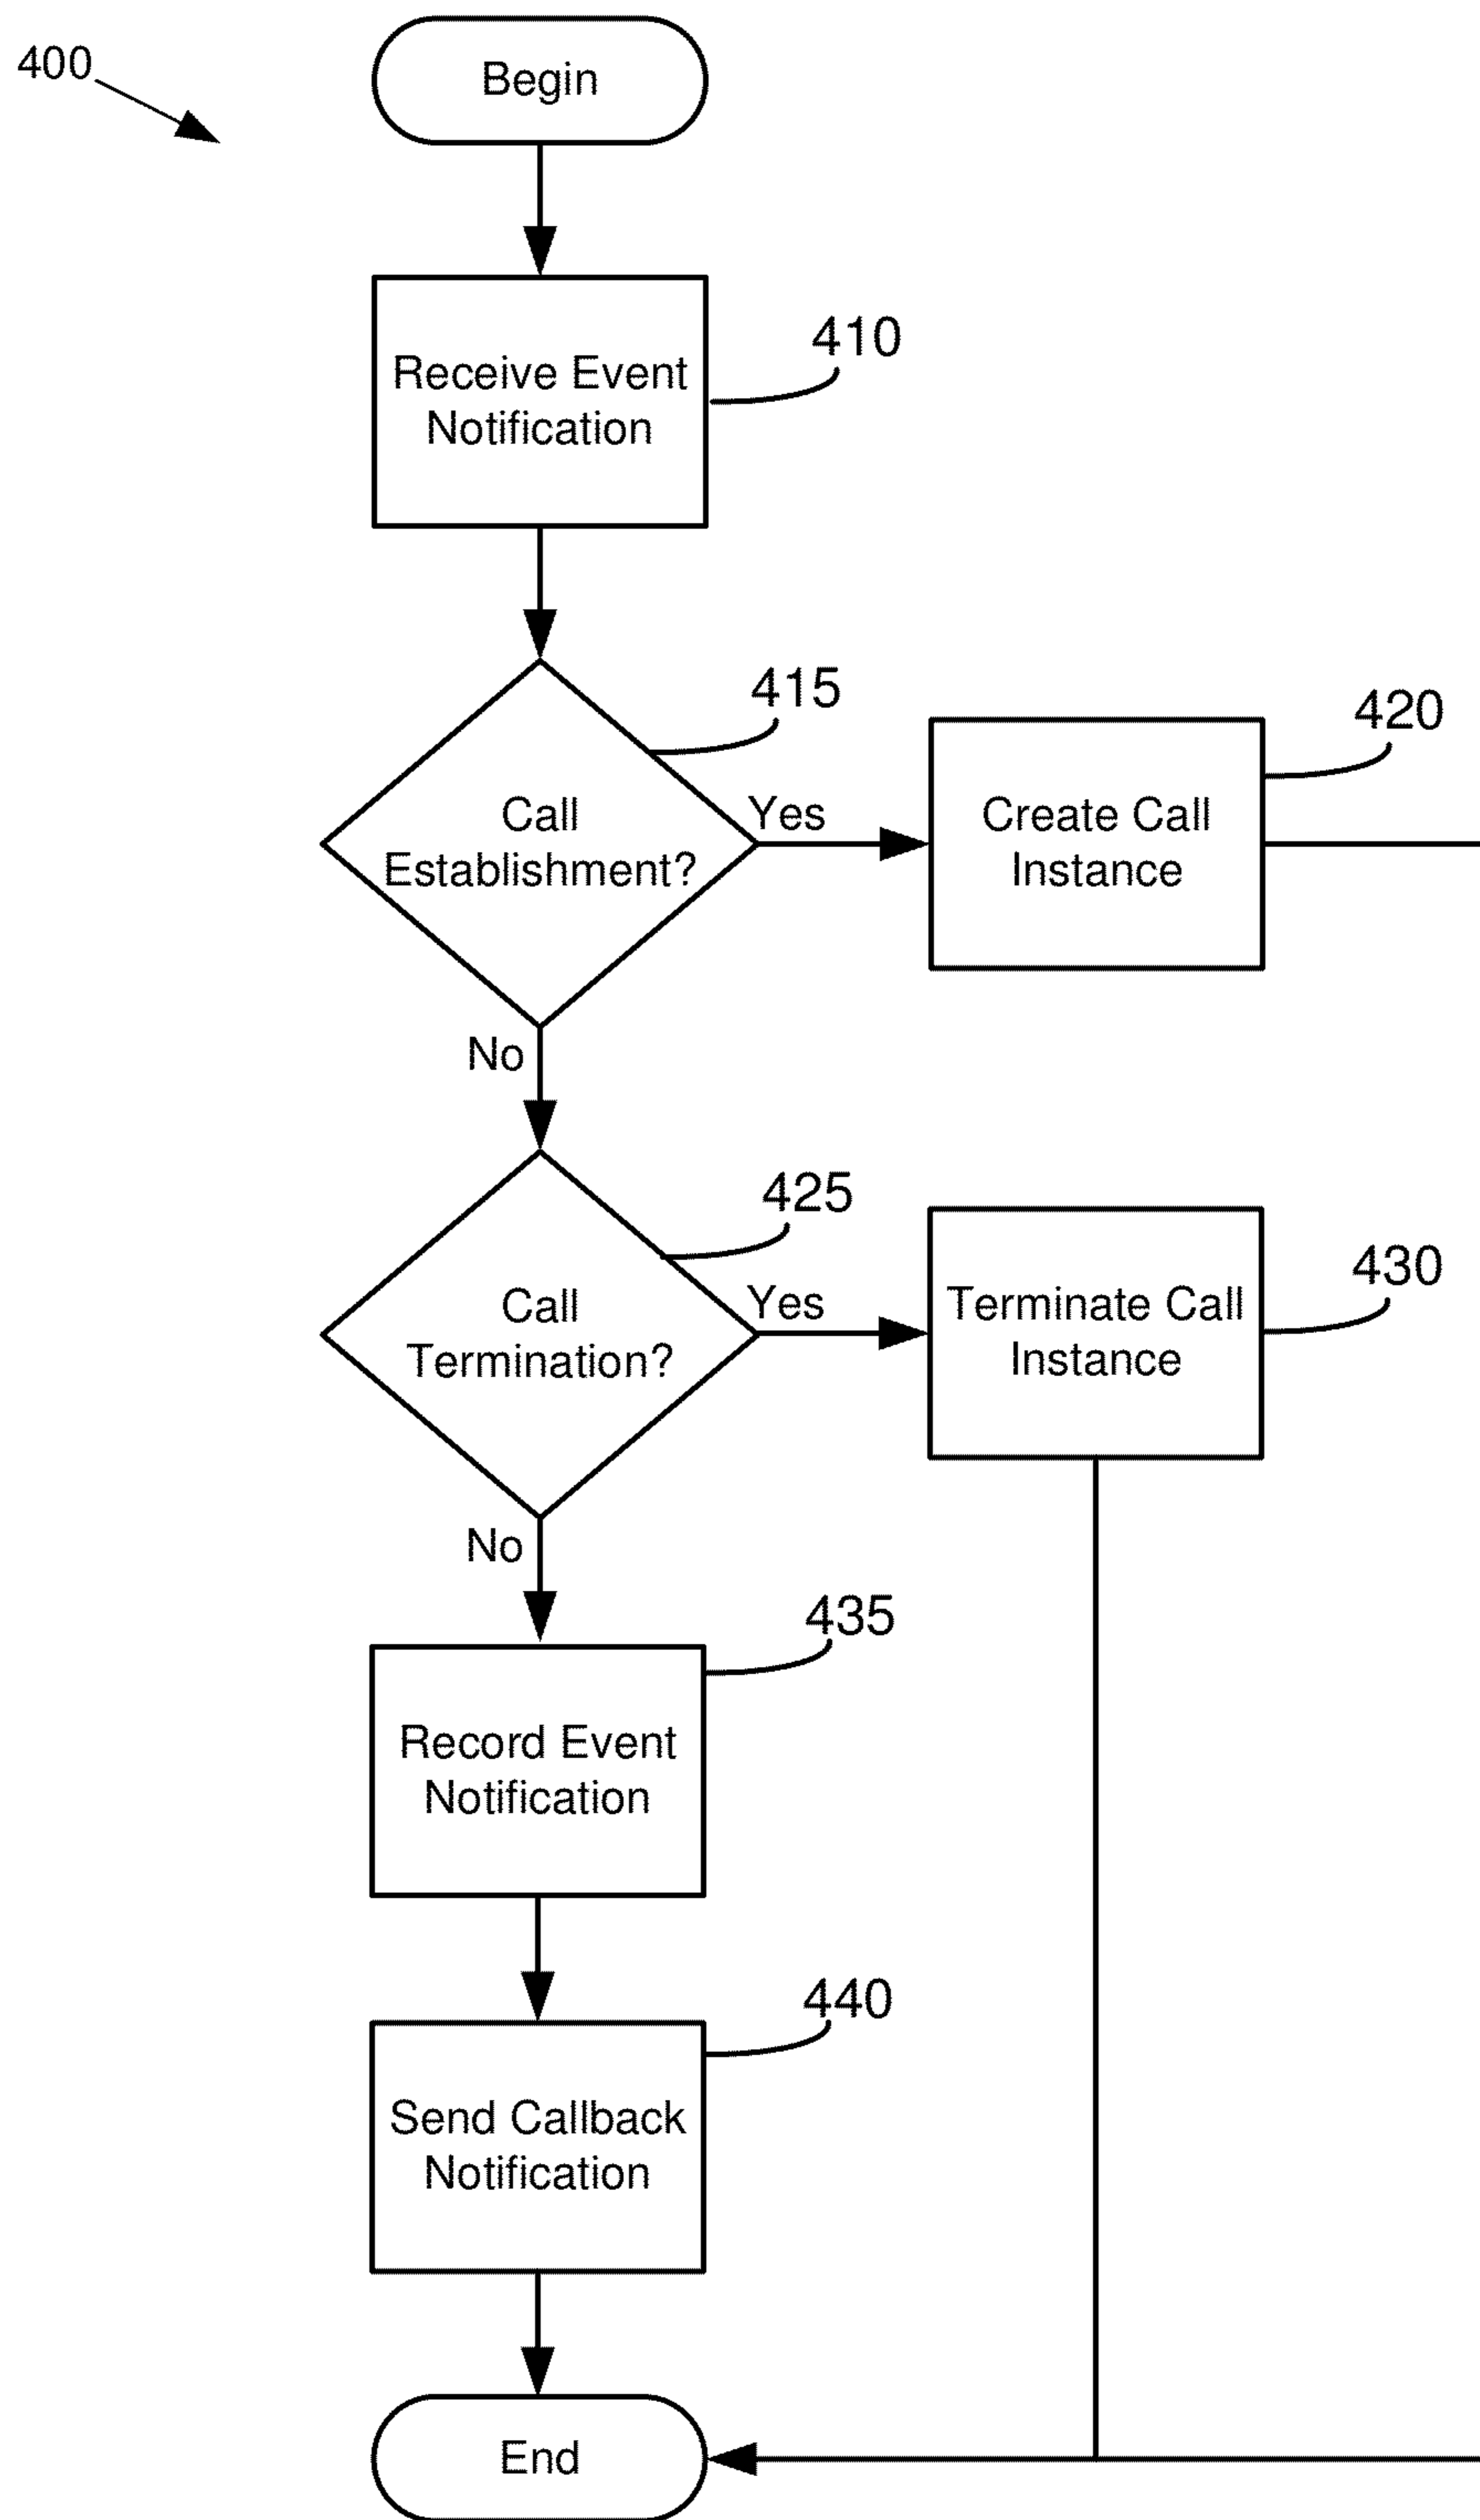 400
Begin
Receive Event
Notification
410
Call
Establishment?
415
Yes
Create Call
Instance
420
No
Call
Termination?
425
Yes
Terminate Call
Instance
430
No
Record Event
Notification
435
Send Callback
Notification
440
End